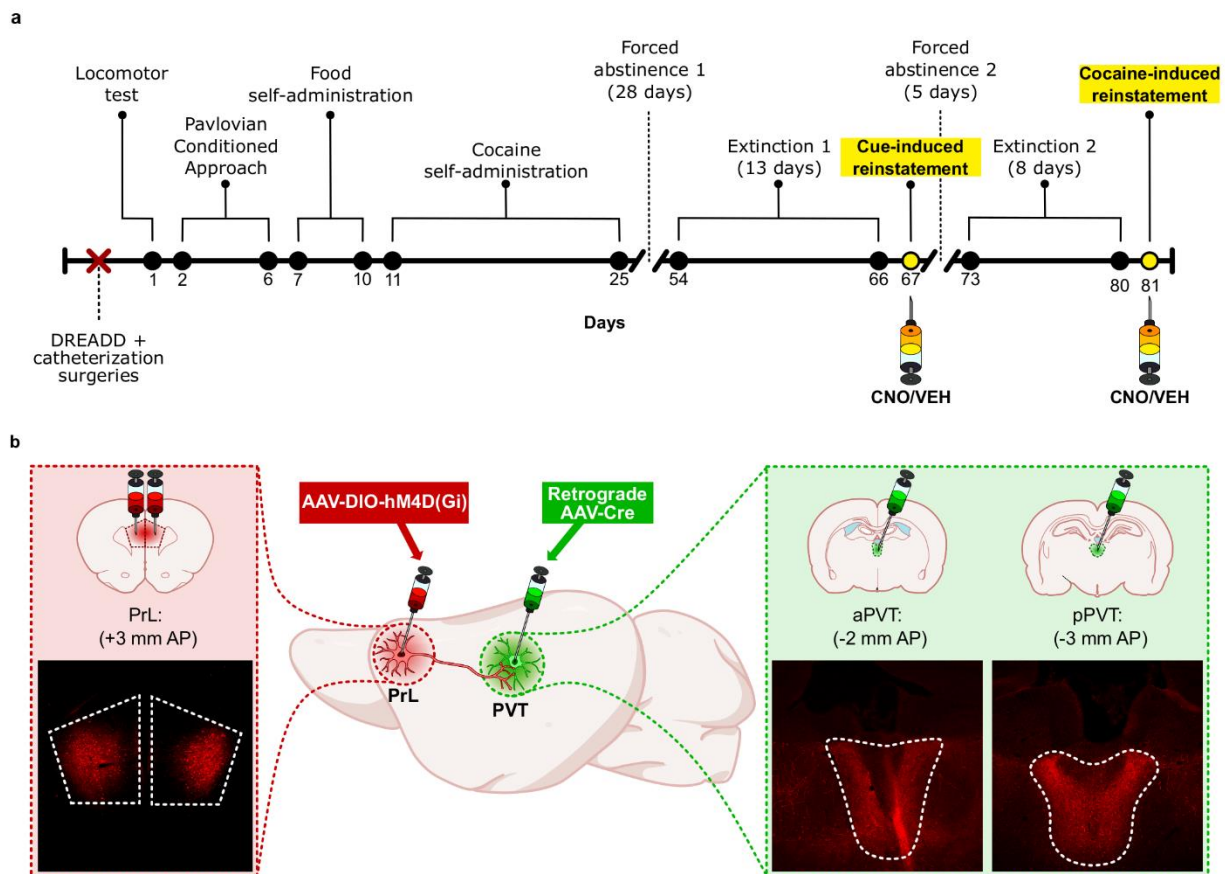 a
Locomotor
test
Pavlovian
Conditioned
Approach
Food
self-administration
Cocaine
self-administration
Forced
abstinence 1
(28 days)
Extinction 1
(13 days)
Cue-induced
reinstatement
Forced
abstinence 2
(5 days)
Extinction 2
(8 days)
Cocaine-induced
reinstatement
1 2 6 7 10 11 25 54 66 67 73 80 81
Days
DREADD +
catheterization
surgeries
CNO/VEH
CNO/VEH
b
PrL:
(+3 mm AP)
AAV-DIO-hM4D(Gi)
Retrograde
AAV-Cre
PrL
PVT
aPVT:
(-2 mm AP)
pPVT:
(-3 mm AP)